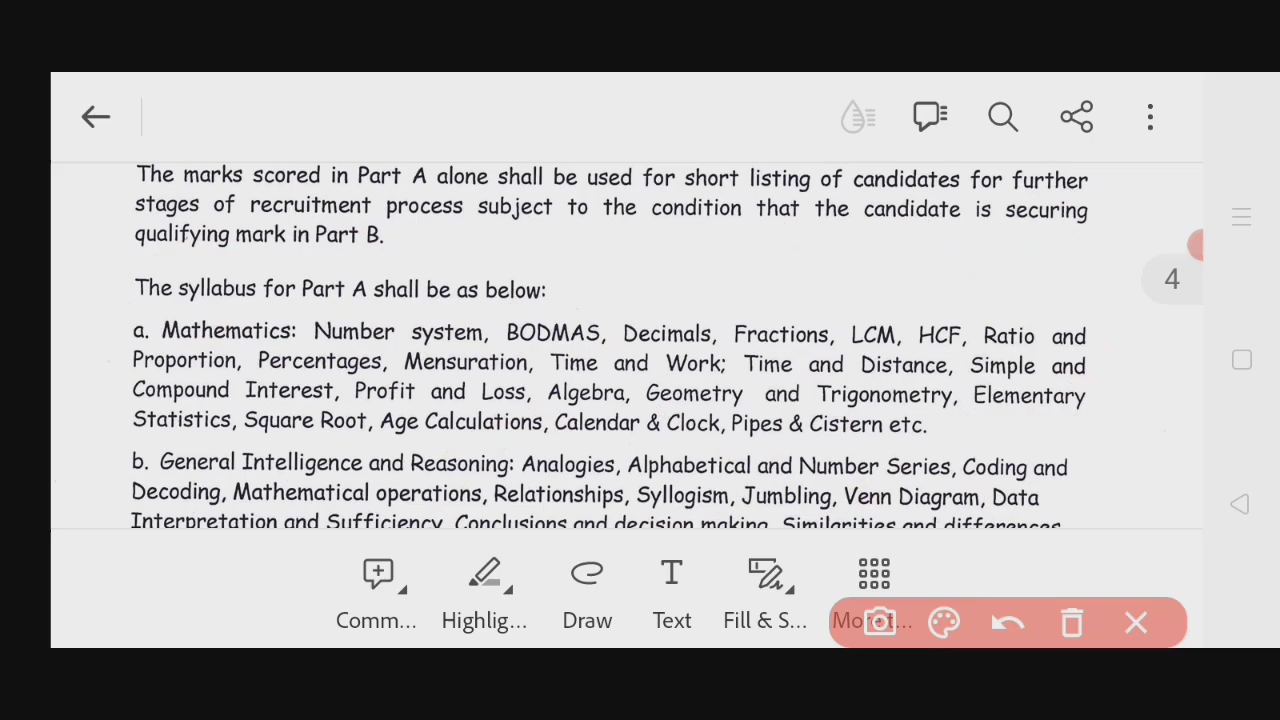 The marks scored in Part A alone shall be used for short listing of candidates for further
stages of recruitment process subject to the condition that the candidate is securing
qualifying mark in Part B.
The syllabus for Part A shall be as below:
4
a. Mathematics: Number system, BODMAS, Decimals, Fractions, LCM, HCF, Ratio and
Proportion, Percentages, Mensuration, Time and Work; Time and Distance, Simple and
Compound Interest, Profit and Loss, Algebra, Geometry and Trigonometry, Elementary
Statistics, Square Root, Age Calculations, Calendar & Clock, Pipes & Cistern etc.
b. General Intelligence and Reasoning: Analogies, Alphabetical and Number Series, Coding and
Decoding, Mathematical operations, Relationships, Syllogism, Jumbling, Venn Diagram, Data
Interpretation and Sufficiency, Conclusions and decision making, Similarities and differences,
Comm... Highlig... Draw Text Fill & S... More t...